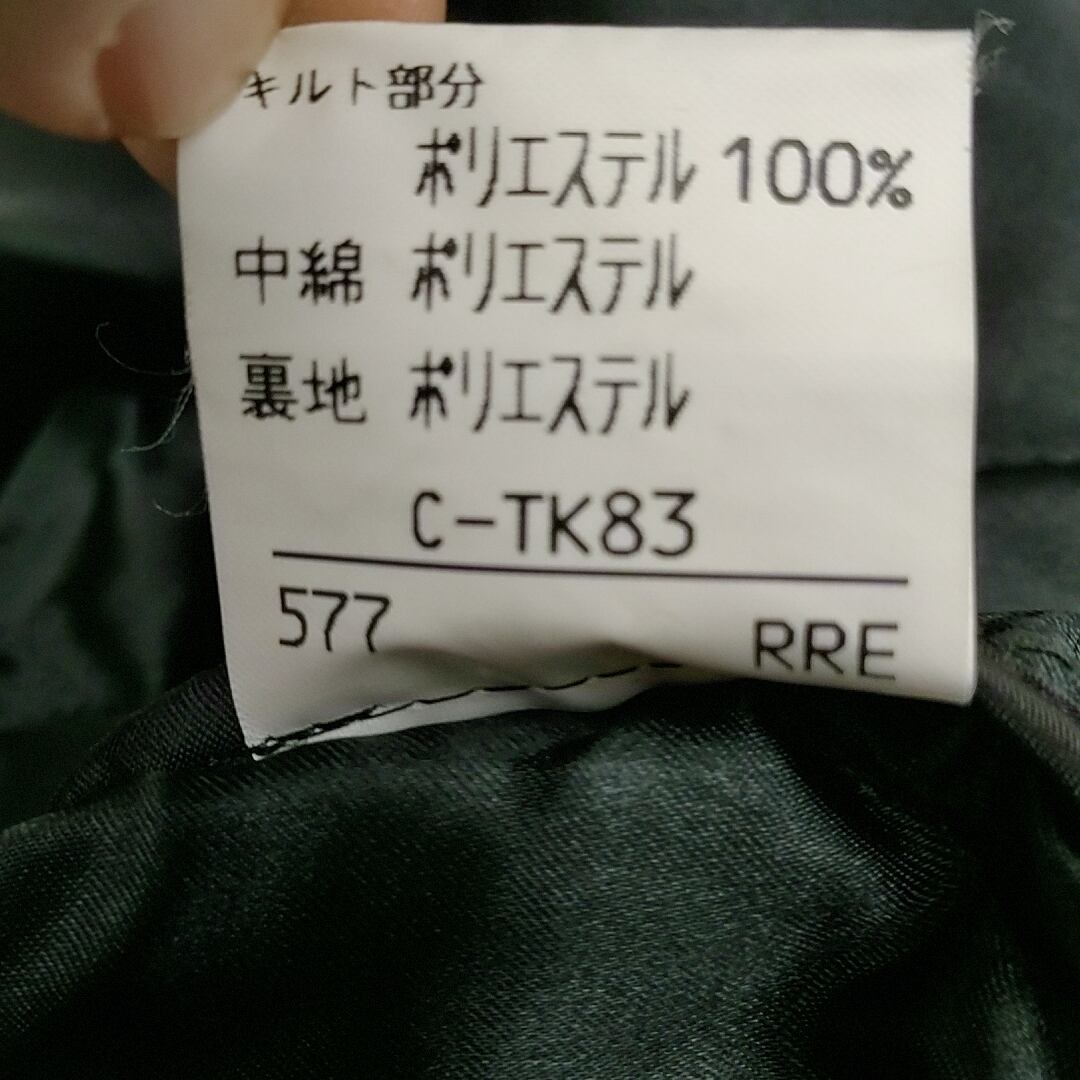 キルト部分
ポリエステル 100%
中綿 ポリエステル
裏地 ポリエステル
C-TK83
577 RRE